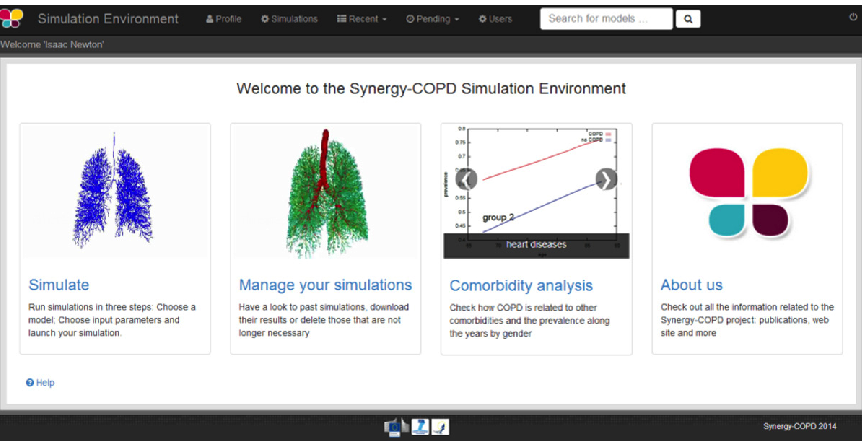 Simulation Environment Profile Simulations Recent Pending Users Search for models ...
Welcome 'Isaac Newton'
Welcome to the Synergy-COPD Simulation Environment
COPD
no COPD
0.8
0.7
prevalence
group 2
heart diseases
Simulate
Run simulations in three steps: Choose a
model, Choose input parameters and
launch your simulation.
Manage your simulations
Have a look to past simulations, download
their results or delete those that are not
longer necessary
Comorbidity analysis
Check how COPD is related to other
comorbidities and the prevalence along
the years by gender
About us
Check out all the information related to the
Synergy-COPD project: publications, web
site and more
Help
Synergy-COPD 2014